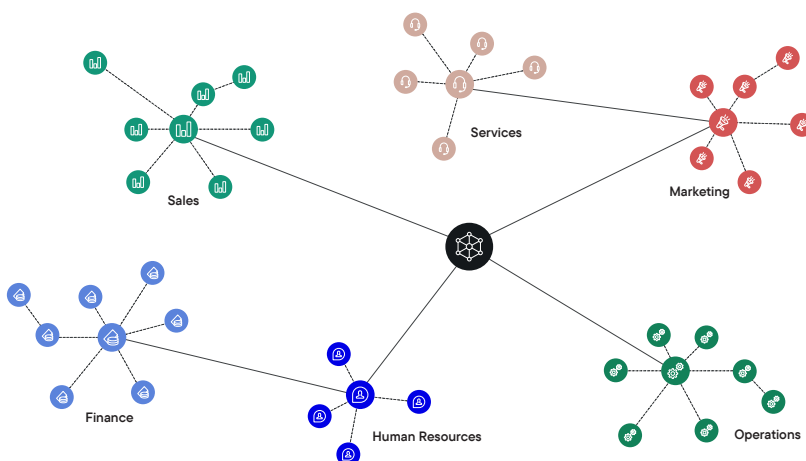 Services
Marketing
Sales
Finance
Human Resources
Operations